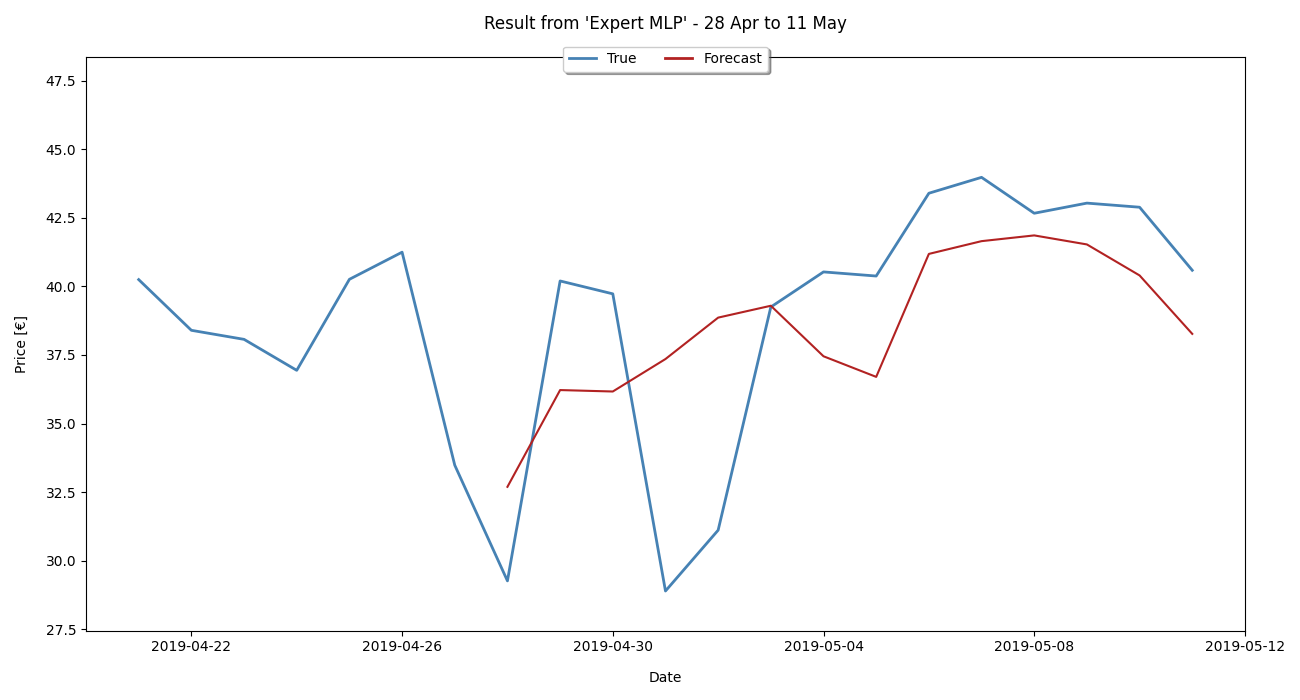 Result from 'Expert MLP' - 28 Apr to 11 May
True Forecast
47.5
45.0
42.5
40.0
37.5
35.0
32.5
30.0
27.5
Price [€]
2019-04-22 2019-04-26 2019-04-30 2019-05-04 2019-05-08 2019-05-12
Date